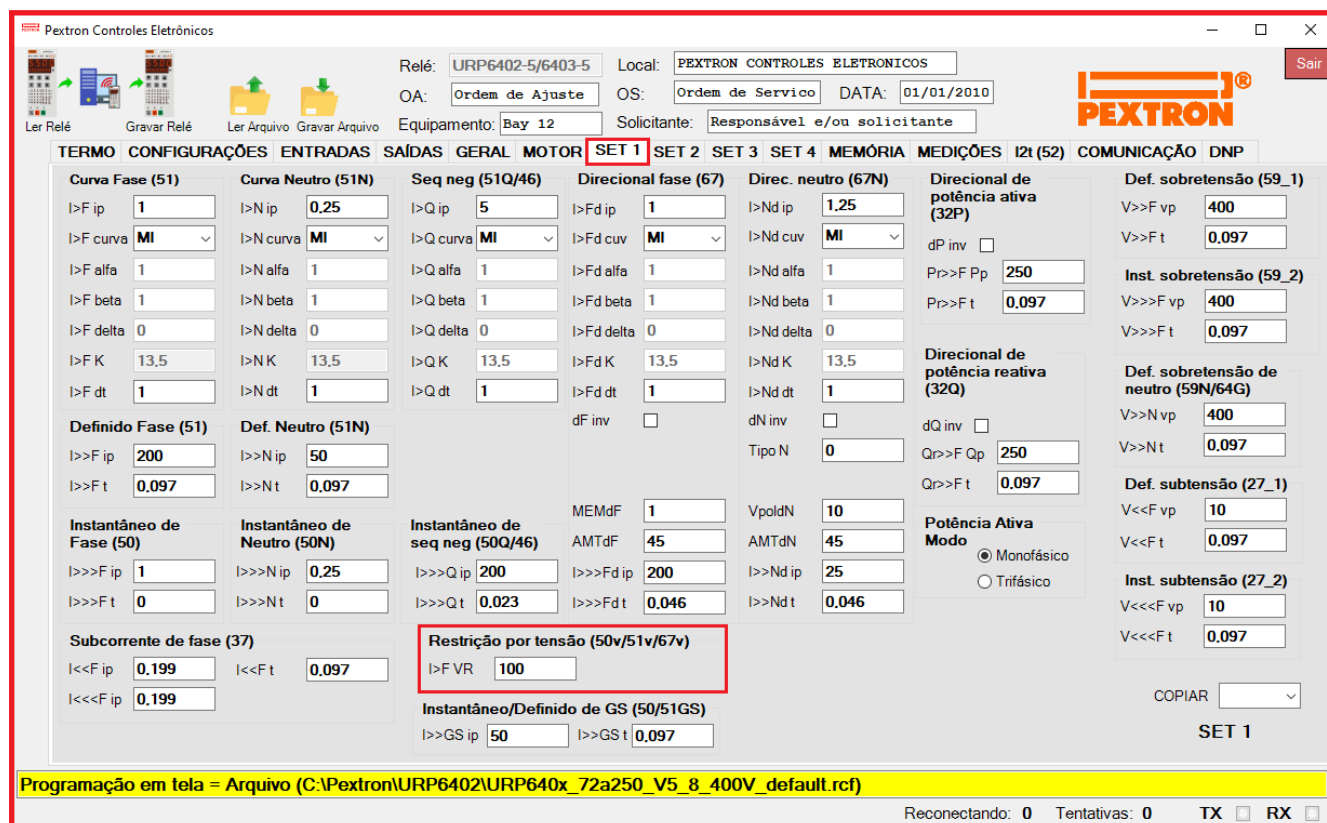 Pextron Controles Eletrônicos
Ler Relé Gravar Relé Ler Arquivo Gravar Arquivo
Relé: URP6402-5/6403-5 Local: PEXTRON CONTROLES ELETRONICOS
OA: Ordem de Ajuste OS: Ordem de Servico DATA: 01/01/2010
Equipamento: Bay 12 Solicitante: Responsável e/ou solicitante
PEXTRON®
Sair
TERMO CONFIGURAÇÕES ENTRADAS SAÍDAS GERAL MOTOR SET 1 SET 2 SET 3 SET 4 MEMÓRIA MEDIÇÕES I2t (52) COMUNICAÇÃO DNP
Curva Fase (51)
I>F ip 1
I>F curva MI
I>F alfa 1
I>F beta 1
I>F delta 0
I>F K 13,5
I>F dt 1
Definido Fase (51)
I>>F ip 200
I>>F t 0,097
Instantâneo de
Fase (50)
I>>>F ip 1
I>>>F t 0
Subcorrente de fase (37)
I<<F ip 0.199 I<<F t 0,097
I<<<F ip 0.199
Curva Neutro (51N)
I>N ip 0,25
I>N curva MI
I>N alfa 1
I>N beta 1
I>N delta 0
I>N K 13,5
I>N dt 1
Def. Neutro (51N)
I>>N ip 50
I>>N t 0,097
Instantâneo de
Neutro (50N)
I>>>N ip 0,25
I>>>N t 0
Seq neg (51Q/46)
I>Q ip 5
I>Q curva MI
I>Q alfa 1
I>Q beta 1
I>Q delta 0
I>Q K 13,5
I>Q dt 1
Instantâneo de
seq neg (50Q/46)
I>>>Q ip 200
I>>>Q t 0,023
Restrição por tensão (50v/51v/67v)
I>F VR 100
Instantâneo/Definido de GS (50/51GS)
I>>GS ip 50 I>>GS t 0,097
Direcional fase (67)
I>Fd ip 1
I>Fd cuv MI
I>Fd alfa 1
I>Fd beta 1
I>Fd delta 0
I>Fd K 13,5
I>Fd dt 1
dF inv
MEMdF 1
AMTdF 45
I>>>Fd ip 200
I>>>Fd t 0,046
Direc. neutro (67N)
I>Nd ip 1,25
I>Nd cuv MI
I>Nd alfa 1
I>Nd beta 1
I>Nd delta 0
I>Nd K 13,5
I>Nd dt 1
dN inv
Tipo N 0
VpoldN 10
AMTdN 45
I>>Nd ip 25
I>>Nd t 0,046
Direcional de
potência ativa
(32P)
dP inv
Pr>>F Pp 250
Pr>>F t 0,097
Direcional de
potência reativa
(32Q)
dQ inv
Qr>>F Qp 250
Qr>>F t 0,097
Potência Ativa
Modo
Monofásico
Trifásico
Def. sobretensão (59_1)
V>>F vp 400
V>>F t 0,097
Inst. sobretensão (59_2)
V>>>F vp 400
V>>>F t 0,097
Def. sobretensão de
neutro (59N/64G)
V>>N vp 400
V>>N t 0,097
Def. subtensão (27_1)
V<<F vp 10
V<<F t 0,097
Inst. subtensão (27_2)
V<<<F vp 10
V<<<F t 0,097
COPIAR
SET 1
Programação em tela = Arquivo (C:\Pextron\URP6402\URP640x_72a250_V5_8_400V_default.rcf)
Reconectando: 0 Tentativas: 0 TX RX